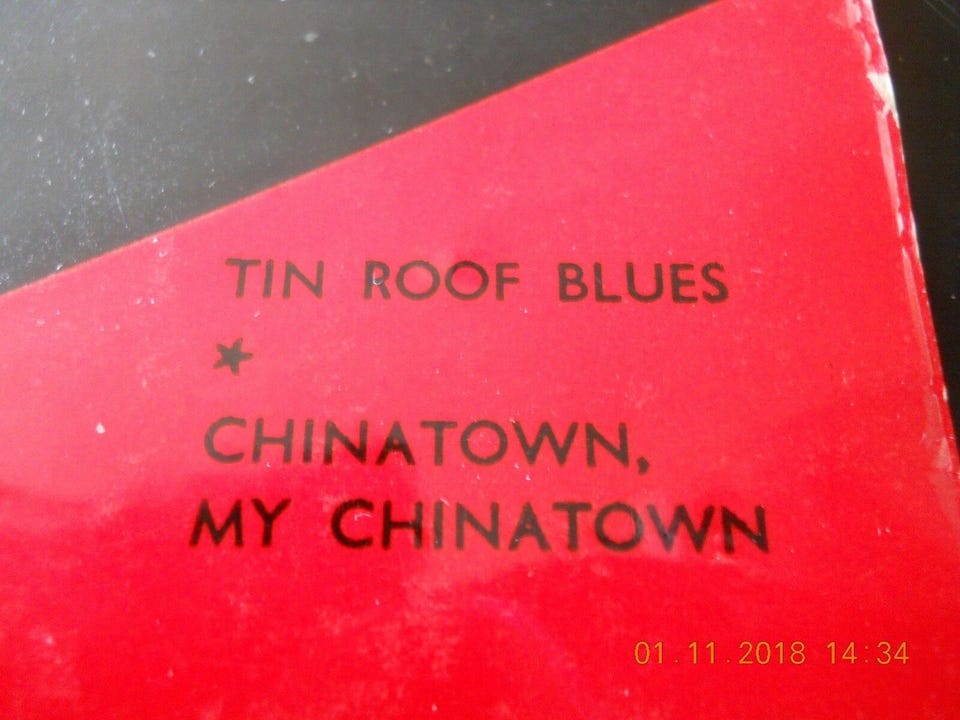 TIN ROOF BLUES
★
CHINATOWN,
MY CHINATOWN
01.11.2018 14:34